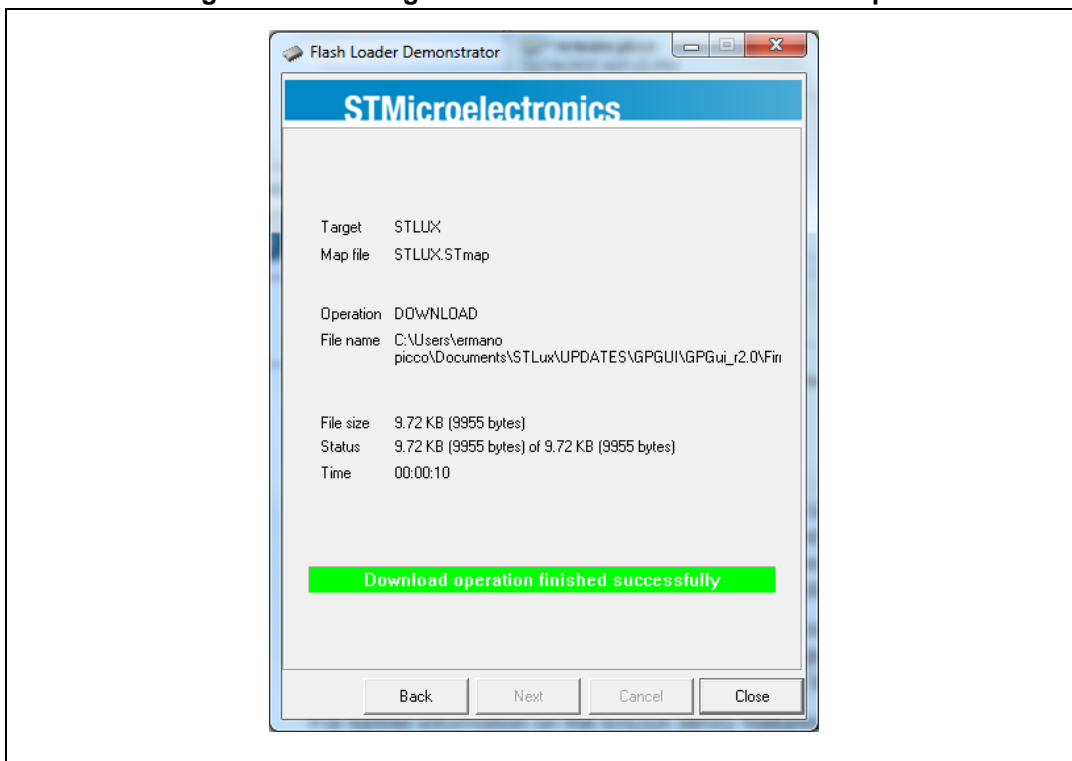 Flash Loader Demonstrator
STMicroelectronics
Target STLUX
Map file STLUX.STmap
Operation DOWNLOAD
File name C:\Users\ermano
picco\Documents\STLux\UPDATES\GPGUI\GPGui_r2.0\Firr
File size 9.72 KB (9955 bytes)
Status 9.72 KB (9955 bytes) of 9.72 KB (9955 bytes)
Time 00:00:10
Download operation finished successfully
Back Next Cancel Close